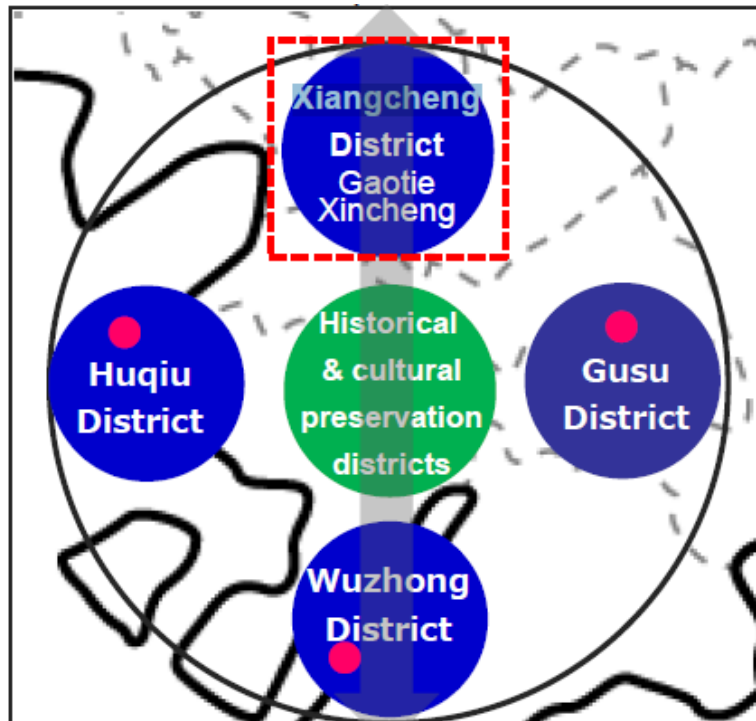 Xiangcheng
District
Gaotie
Xincheng
Historical
& cultural
preservation
districts
Huqiu
District
Gusu
District
Wuzhong
District